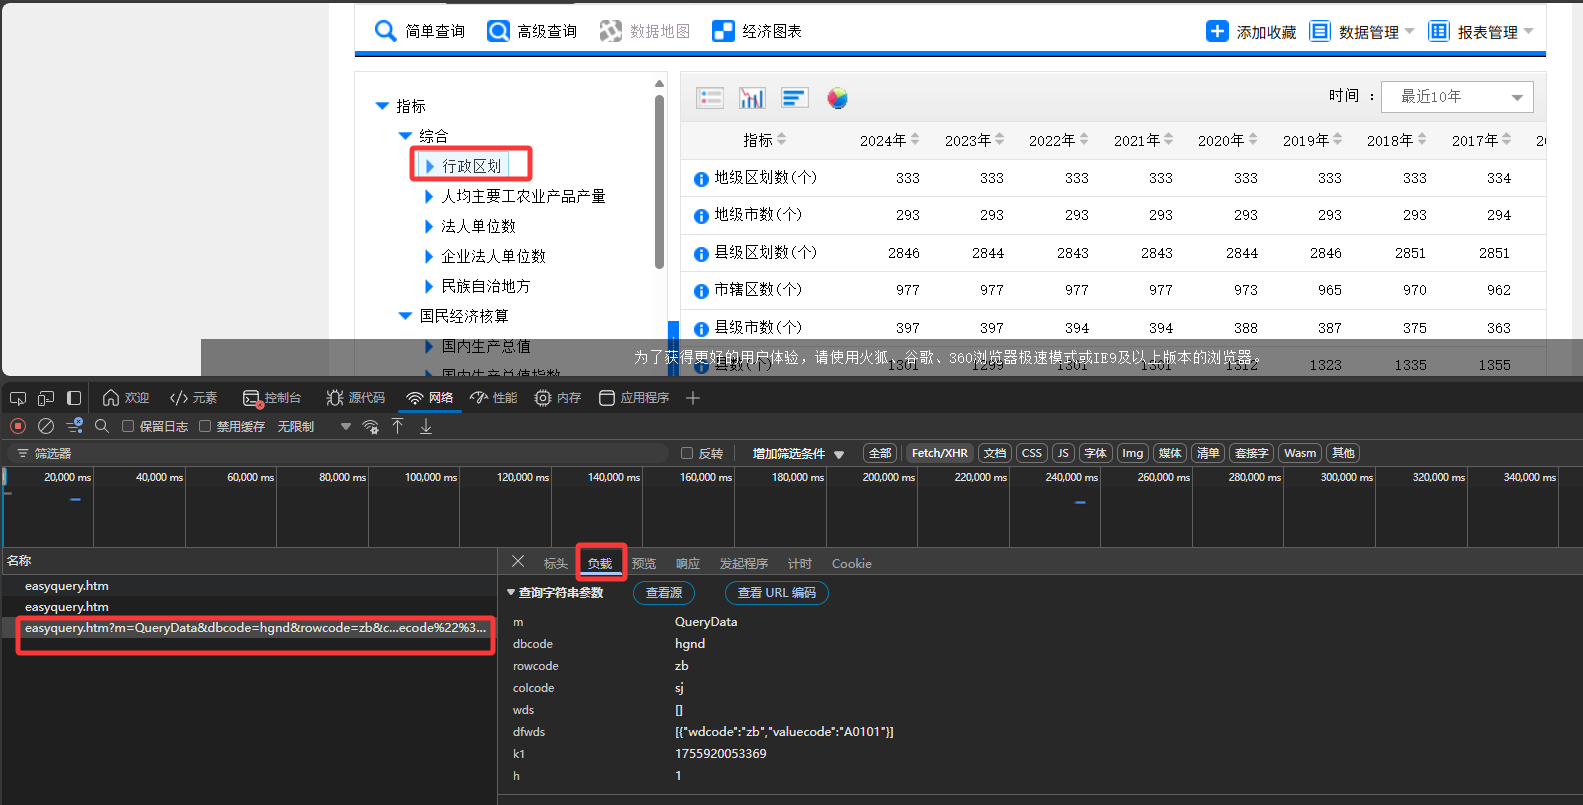 简单查询 高级查询 数据地图 经济图表 添加收藏 数据管理 报表管理
指标
综合
行政区划
人均主要工农业产品产量
法人单位数
企业法人单位数
民族自治地方
国民经济核算
国内生产总值
国内生产总值指数
时间 : 最近10年
指标 2024年 2023年 2022年 2021年 2020年 2019年 2018年 2017年 20
地级区划数(个) 333 333 333 333 333 333 333 334
地级市数(个) 293 293 293 293 293 293 293 294
县级区划数(个) 2846 2844 2843 2843 2844 2846 2851 2851
市辖区数(个) 977 977 977 977 973 965 970 962
县级市数(个) 397 397 394 394 388 387 375 363
县数(个) 1301 1299 1301 1301 1312 1323 1335 1355
为了获得更好的用户体验，请使用火狐、谷歌、360浏览器极速模式或IE9及以上版本的浏览器。
欢迎 元素 控制台 源代码 网络 性能 内存 应用程序
保留日志 禁用缓存 无限制
筛选器 反转 增加筛选条件 全部 Fetch/XHR 文档 CSS JS 字体 Img 媒体 清单 套接字 Wasm 其他
20,000 ms 40,000 ms 60,000 ms 80,000 ms 100,000 ms 120,000 ms 140,000 ms 160,000 ms 180,000 ms 200,000 ms 220,000 ms 240,000 ms 260,000 ms 280,000 ms 300,000 ms 320,000 ms 340,000 ms
名称
easyquery.htm
easyquery.htm
easyquery.htm?m=QueryData&dbcode=hgnd&rowcode=zb&c...ecode%22%3...
标头 负载 预览 响应 发起程序 计时 Cookie
查询字符串参数 查看源 查看 URL 编码
m QueryData
dbcode hgnd
rowcode zb
colcode sj
wds []
dfwds [{"wdcode":"zb","valuecode":"A0101"}]
k1 1755920053369
h 1